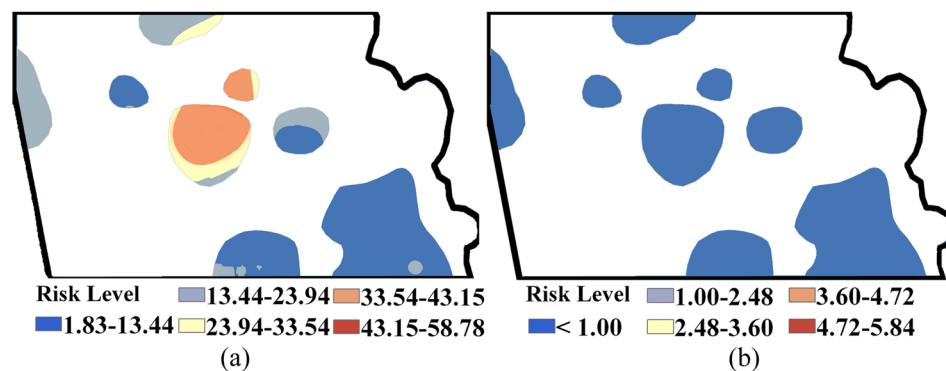 Risk Level 13.44-23.94 33.54-43.15
1.83-13.44 23.94-33.54 43.15-58.78
(a)
Risk Level 1.00-2.48 3.60-4.72
< 1.00 2.48-3.60 4.72-5.84
(b)